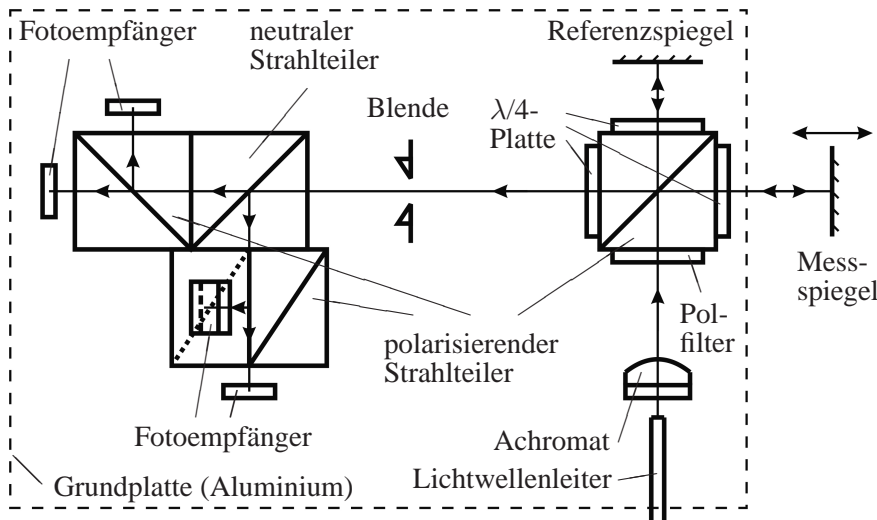 Fotoempfänger
neutraler
Strahlteiler
Referenzspiegel
Blende
λ/4-
Platte
Mess-
spiegel
Pol-
filter
polarisierender
Strahlteiler
Fotoempfänger
Achromat
Lichtwellenleiter
Grundplatte (Aluminium)